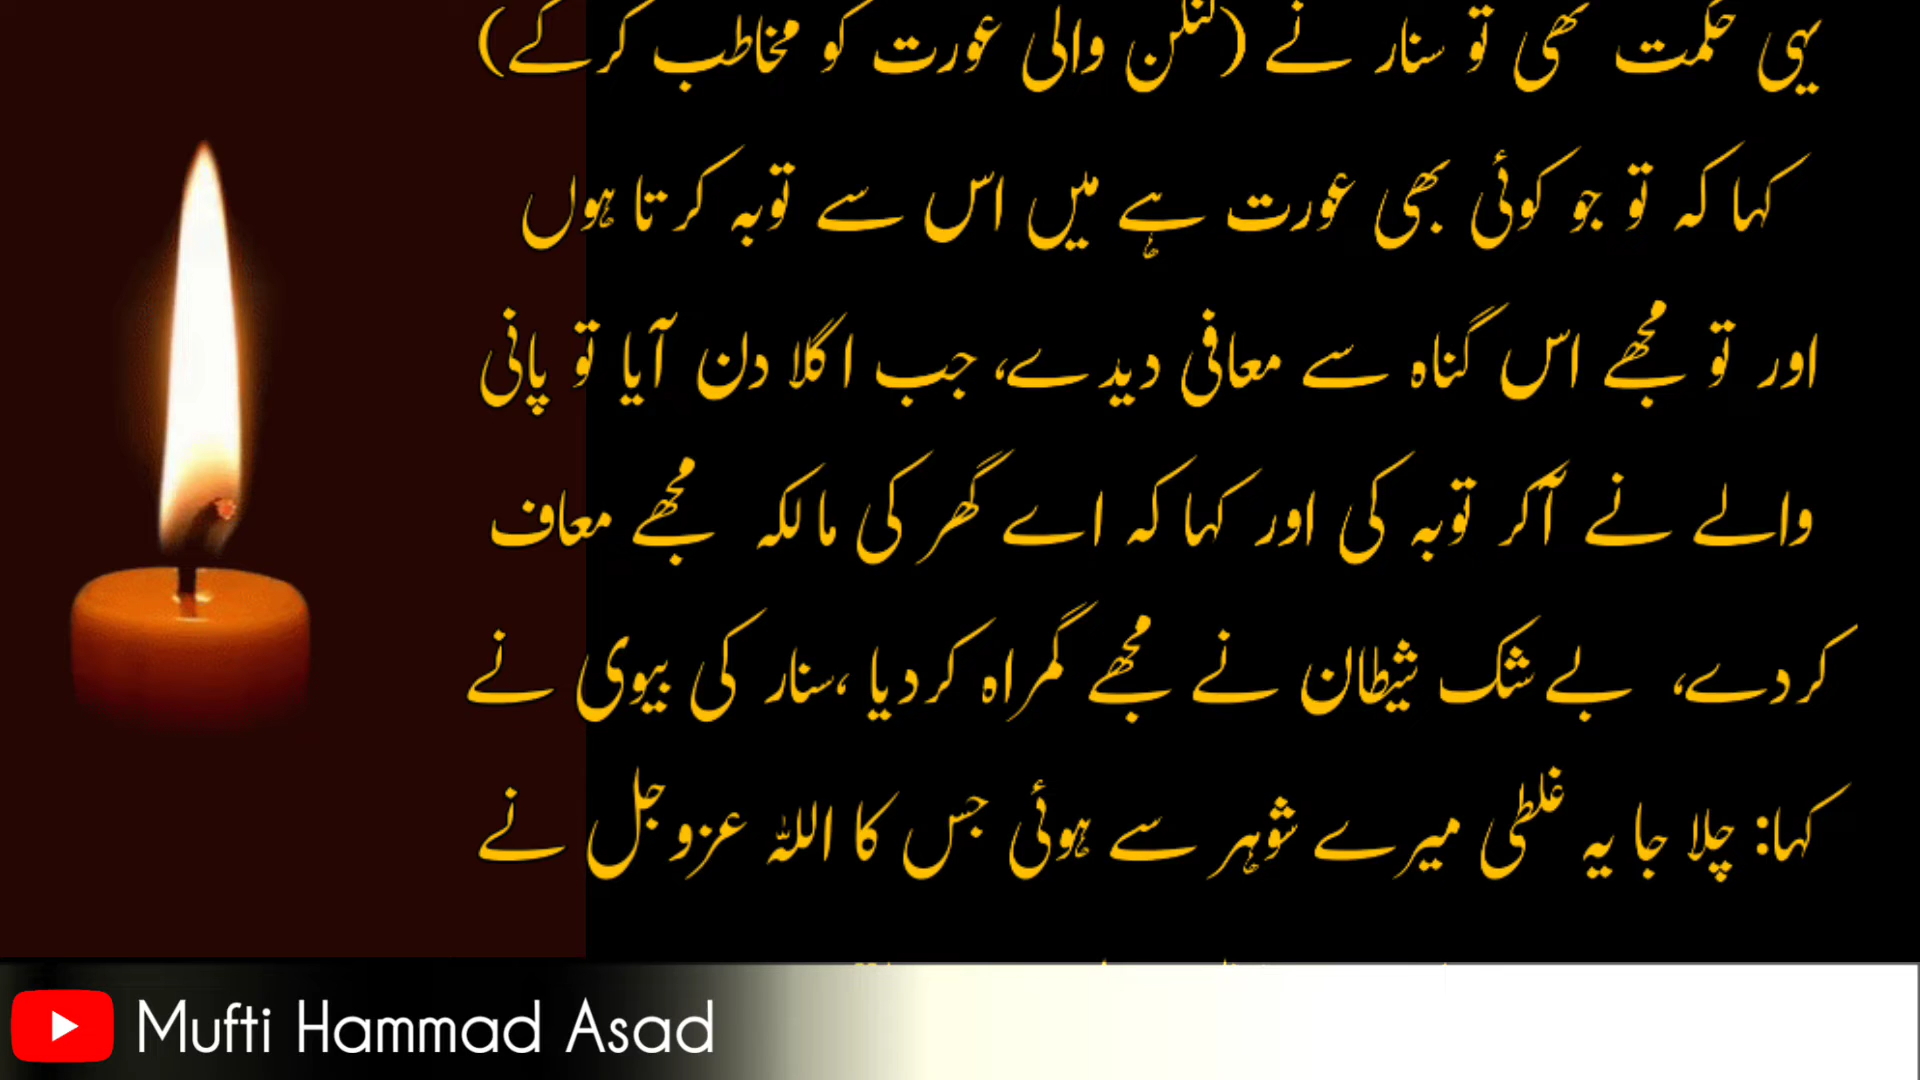 یہی حکمت تھی تو سنار نے (کنگن والی عورت کو مخاطب کرکے)
کہا کہ تو جو کوئی بھی عورت ہے میں اس سے توبہ کرتا ہوں
اور تو مجھے اس گناہ سے معافی دیدے، جب اگلا دن آیا تو پانی
والے نے آکر توبہ کی اور کہا کہ اے گھر کی مالکہ مجھے معاف
کردے، بے شک شیطان نے مجھے گمراہ کردیا ،سنار کی بیوی نے
کہا: چلا جا یہ غلطی میرے شوہر سے ہوئی جس کا اللہ عزوجل نے
Mufti Hammad Asad